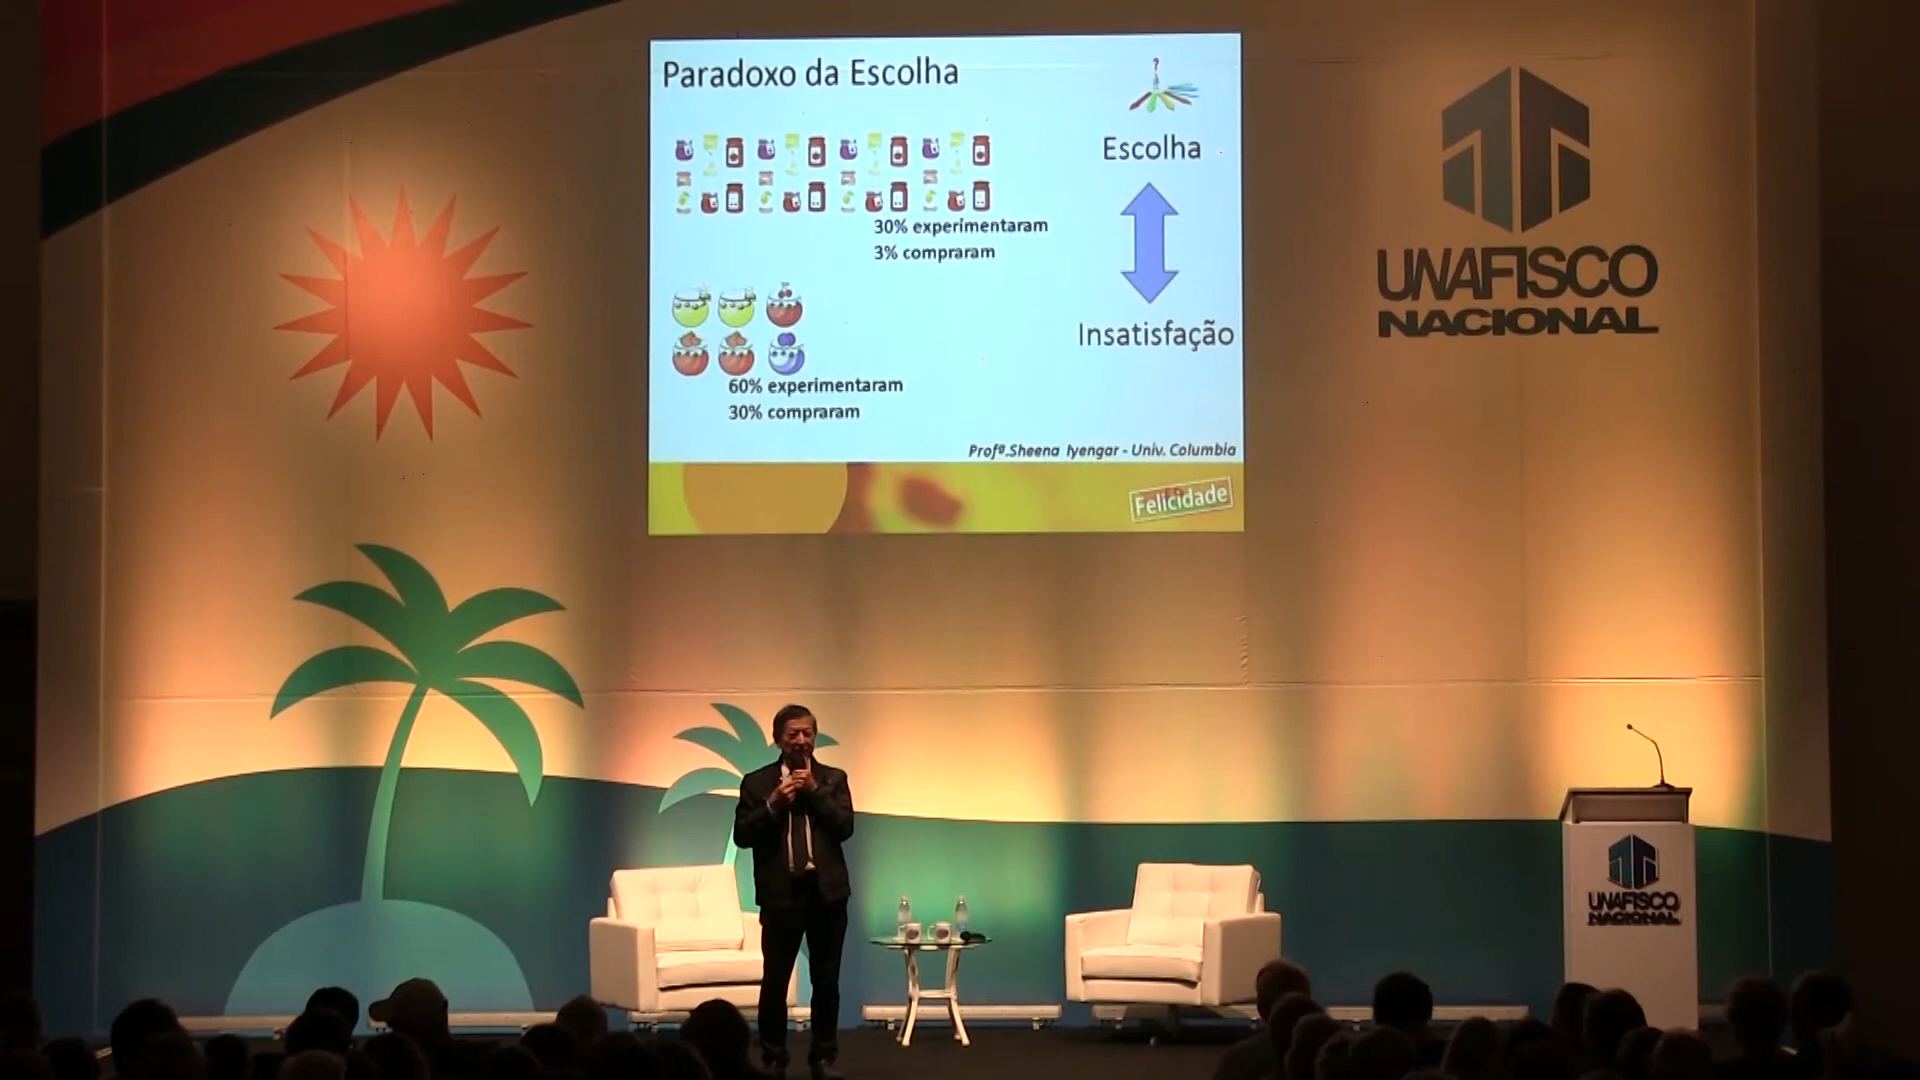 Paradoxo da Escolha
?
Escolha
30% experimentaram
3% compraram
Insatisfação
60% experimentaram
30% compraram
Profª.Sheena Iyengar - Univ. Columbia
Felicidade
UNAFISCO
NACIONAL
UNAFISCO
NACIONAL